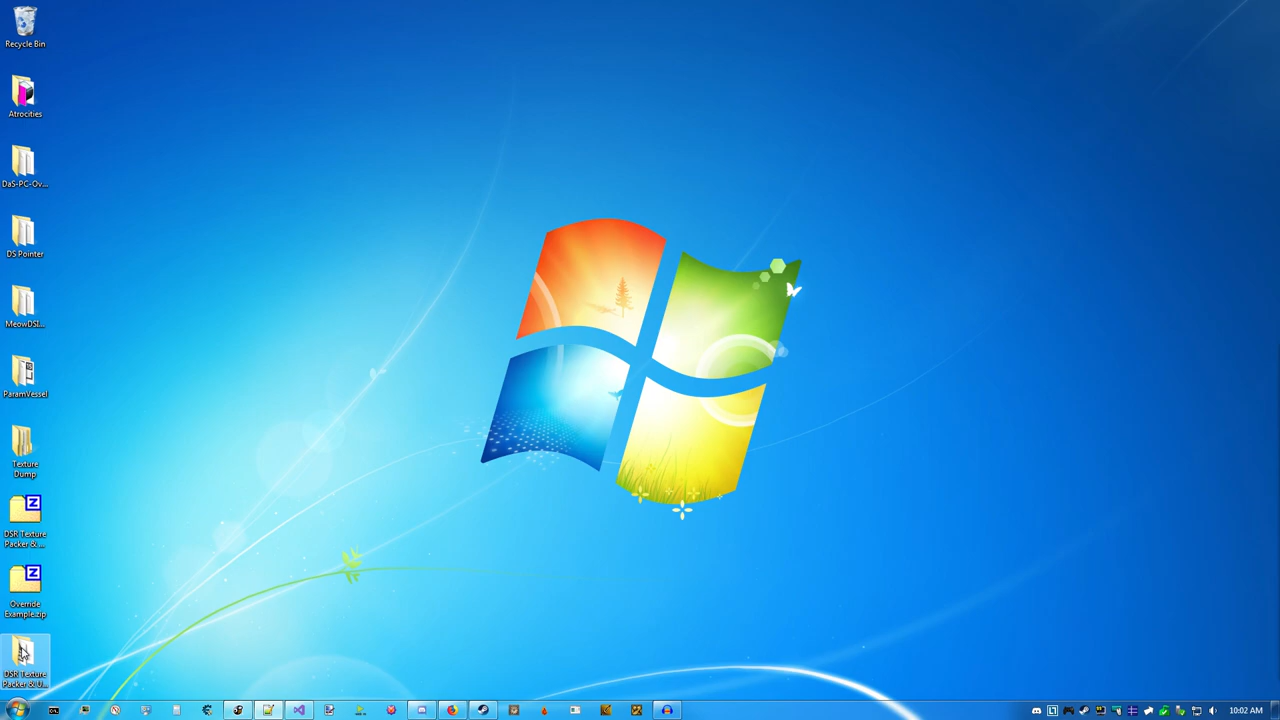 Recycle Bin
Atrocities
DaS-PC-Ov...
DS Pointer
MeowDSI...
ParamVessel
Texture
Dump
DSR Texture
Packer & ...
Override
Example.zip
DSR Texture
Packer & U...
10:02 AM